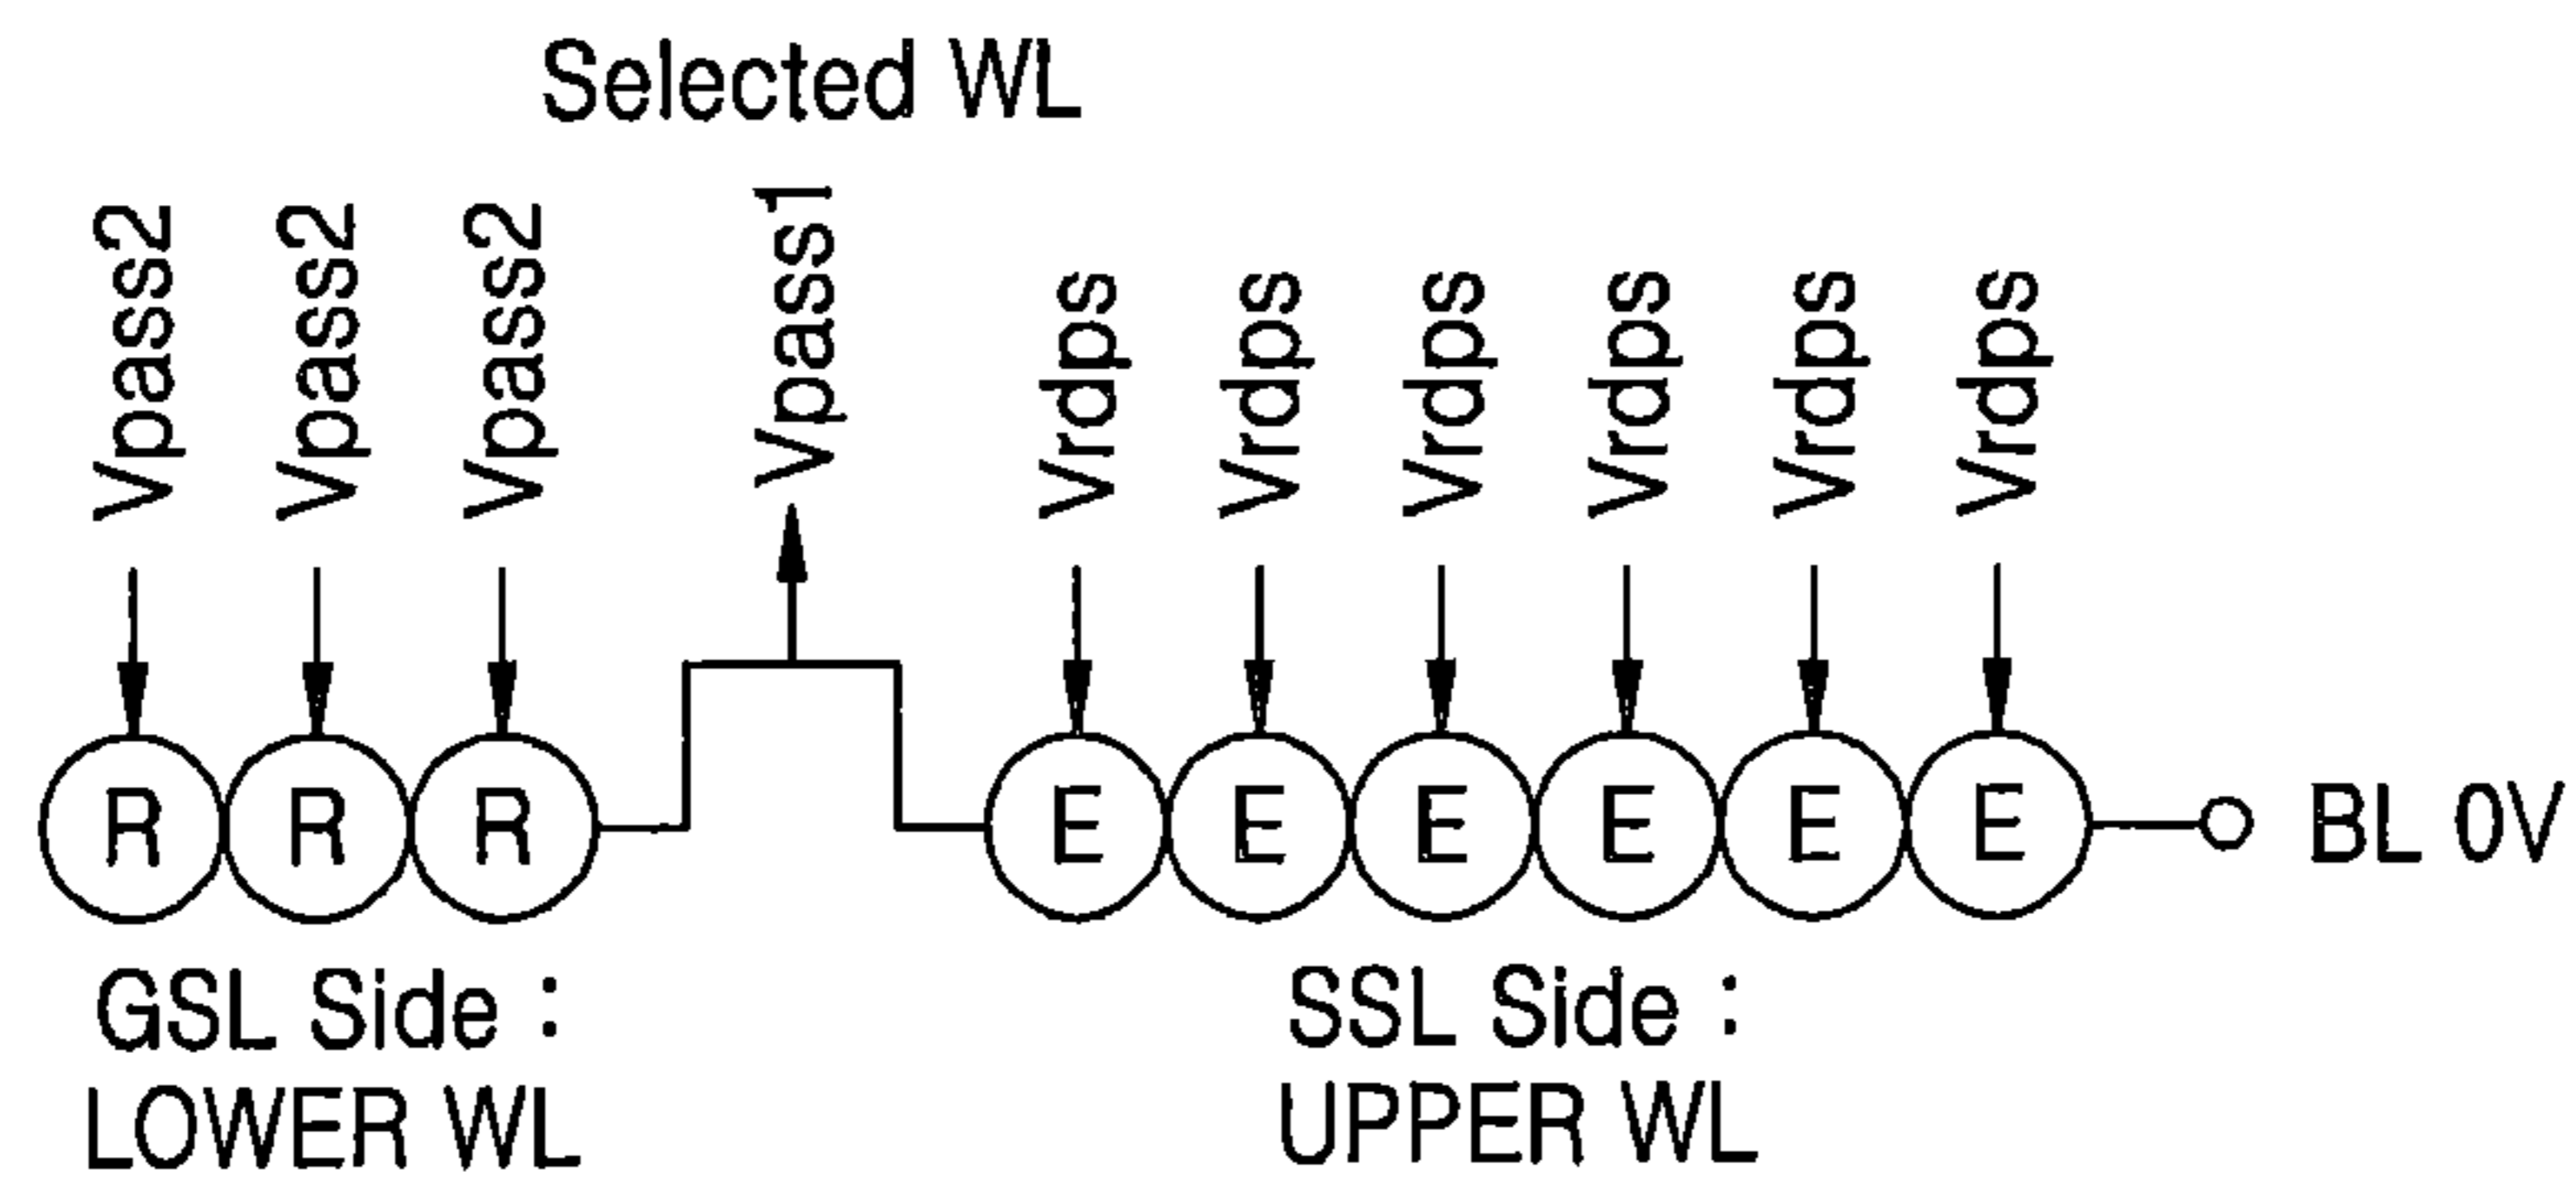 Selected WL
Vpass2 Vpass2 Vpass2 Vpass1 Vrdps Vrdps Vrdps Vrdps Vrdps Vrdps
R R R E E E E E E BL 0V
GSL Side : SSL Side :
LOWER WL UPPER WL